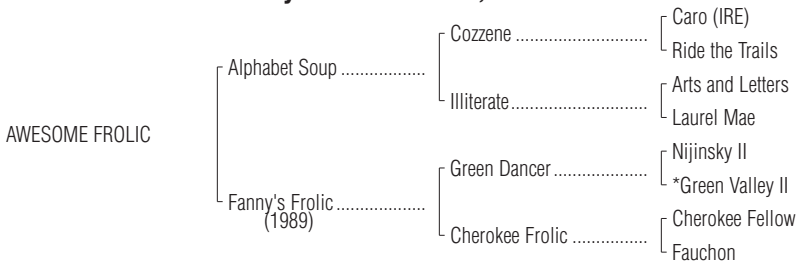 Caro (IRE)
Cozzene ..............................
Ride the Trails
Alphabet Soup ..................
Arts and Letters
Illiterate..............................
Laurel Mae
AWESOME FROLIC
Nijinsky II
Green Dancer.....................
*Green Valley II
Fanny's Frolic ...................
(1989)
Cherokee Fellow
Cherokee Frolic .................
Fauchon